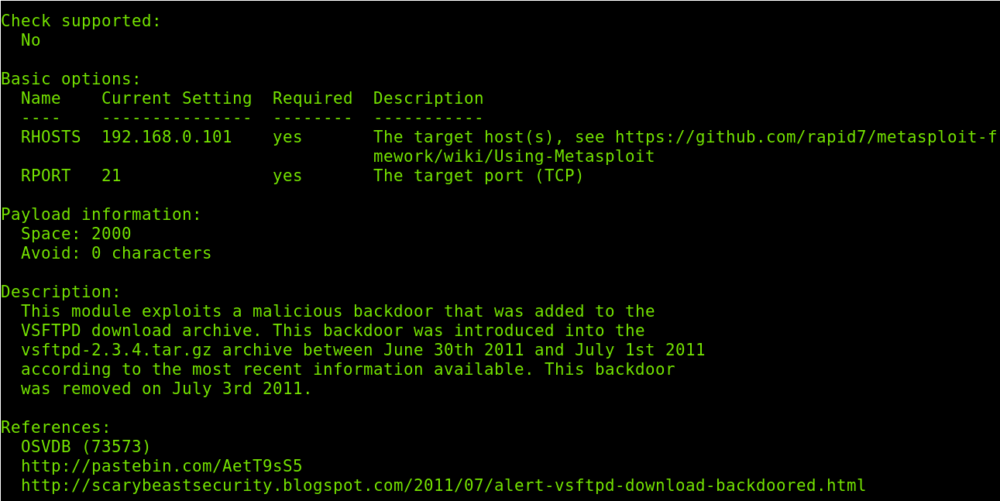 Check supported:
  No

Basic options:
  Name    Current Setting  Required  Description
  ----    ---------------  --------  -----------
  RHOSTS  192.168.0.101    yes       The target host(s), see https://github.com/rapid7/metasploit-f
                                     mework/wiki/Using-Metasploit
  RPORT   21               yes       The target port (TCP)

Payload information:
  Space: 2000
  Avoid: 0 characters

Description:
  This module exploits a malicious backdoor that was added to the
  VSFTPD download archive. This backdoor was introduced into the
  vsftpd-2.3.4.tar.gz archive between June 30th 2011 and July 1st 2011
  according to the most recent information available. This backdoor
  was removed on July 3rd 2011.

References:
  OSVDB (73573)
  http://pastebin.com/AetT9sS5
  http://scarybeastsecurity.blogspot.com/2011/07/alert-vsftpd-download-backdoored.html